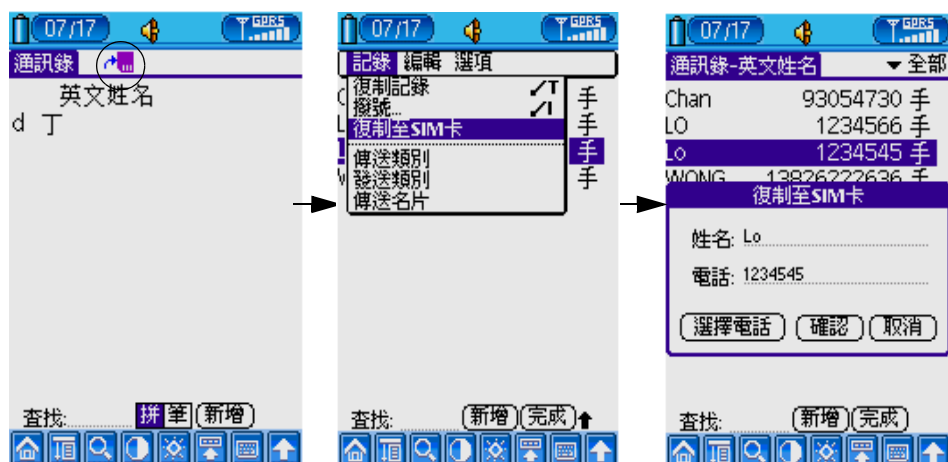 07/17
GPRS
通訊錄
英文姓名
d 丁
查找:
拼 筆 新增
07/17
GPRS
記錄 編輯 選項
復制記錄 ／T
撥號... ／I
復制至SIM卡
傳送類別
發送類別
傳送名片
手
手
手
手
查找:
新增 完成
07/17
GPRS
通訊錄-英文姓名 全部
Chan 93054730 手
LO 1234566 手
Lo 1234545 手
WONG 13826222636 手
復制至SIM卡
姓名: Lo
電話: 1234545
選擇電話 確認 取消
查找:
新增 完成